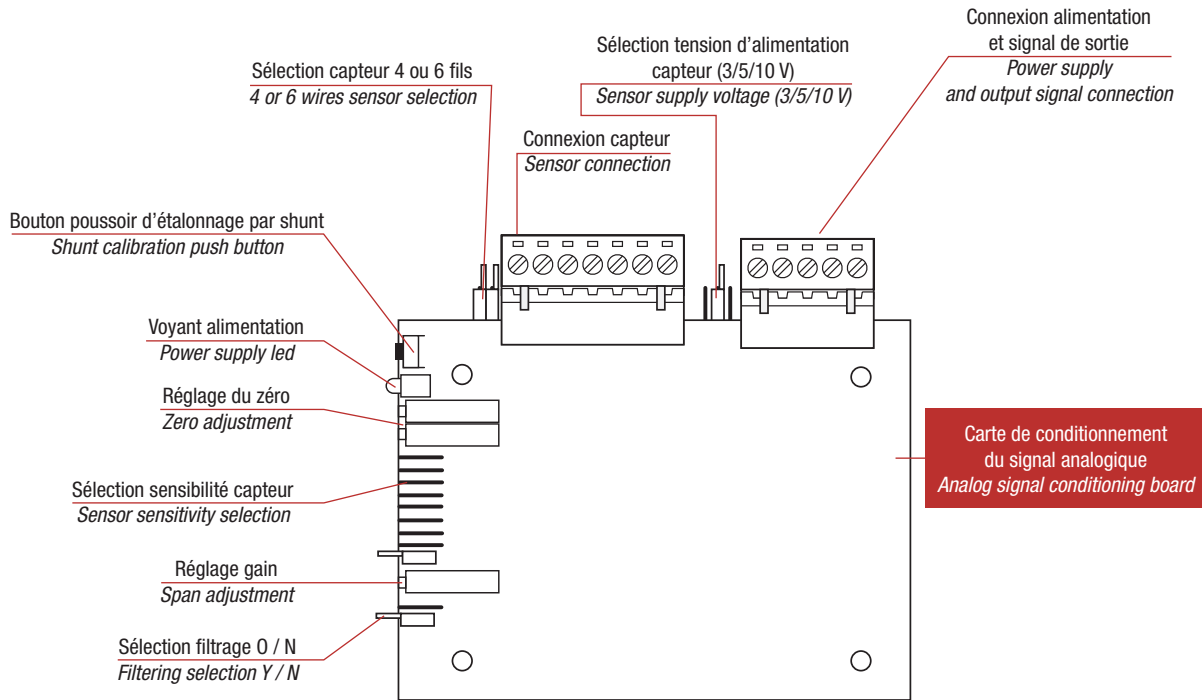 Connexion alimentation
et signal de sortie
Power supply
and output signal connection
Sélection tension d’alimentation
capteur (3/5/10 V)
Sensor supply voltage (3/5/10 V)
Sélection capteur 4 ou 6 fils
4 or 6 wires sensor selection
Connexion capteur
Sensor connection
Bouton poussoir d’étalonnage par shunt
Shunt calibration push button
Voyant alimentation
Power supply led
Réglage du zéro
Zero adjustment
Carte de conditionnement
du signal analogique
Analog signal conditioning board
Sélection sensibilité capteur
Sensor sensitivity selection
Réglage gain
Span adjustment
Sélection filtrage O / N
Filtering selection Y / N